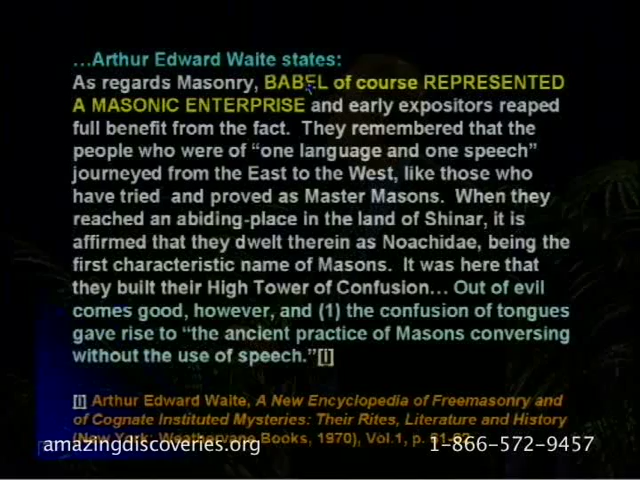 ...Arthur Edward Waite states:
As regards Masonry, BABEL of course REPRESENTED
A MASONIC ENTERPRISE and early expositors reaped
full benefit from the fact. They remembered that the
people who were of "one language and one speech"
journeyed from the East to the West, like those who
have tried and proved as Master Masons. When they
reached an abiding-place in the land of Shinar, it is
affirmed that they dwelt therein as Noachidae, being the
first characteristic name of Masons. It was here that
they built their High Tower of Confusion... Out of evil
comes good, however, and (1) the confusion of tongues
gave rise to "the ancient practice of Masons conversing
without the use of speech."[i]
[i] Arthur Edward Waite, A New Encyclopedia of Freemasonry and
of Cognate Instituted Mysteries: Their Rites, Literature and History
(New York: Weathervane Books, 1970), Vol.1, p.
amazingdiscoveries.org 1-866-572-9457